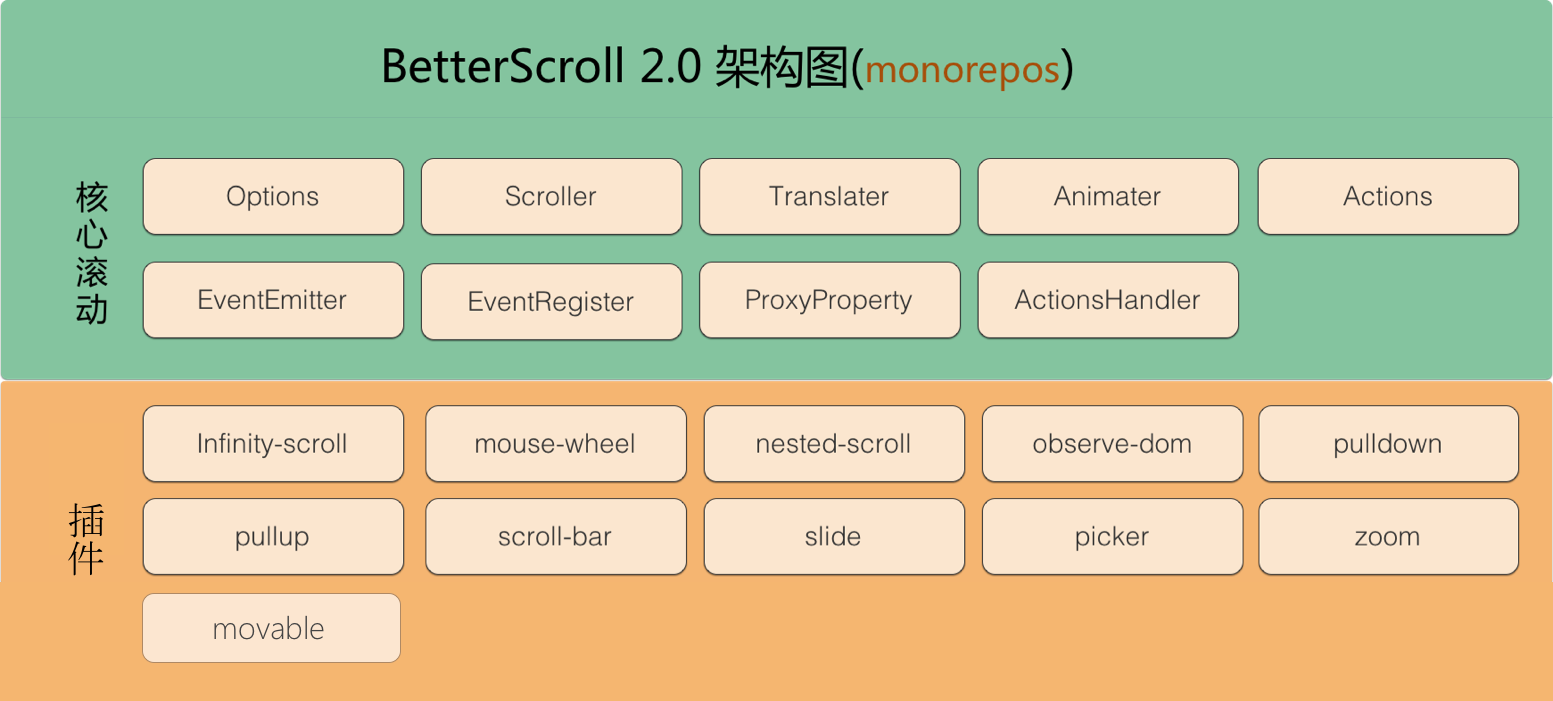 BetterScroll 2.0 架构图(monorepos)
核心滚动
Options
Scroller
Translater
Animater
Actions
EventEmitter
EventRegister
ProxyProperty
ActionsHandler
插件
Infinity-scroll
mouse-wheel
nested-scroll
observe-dom
pulldown
pullup
scroll-bar
slide
picker
zoom
movable